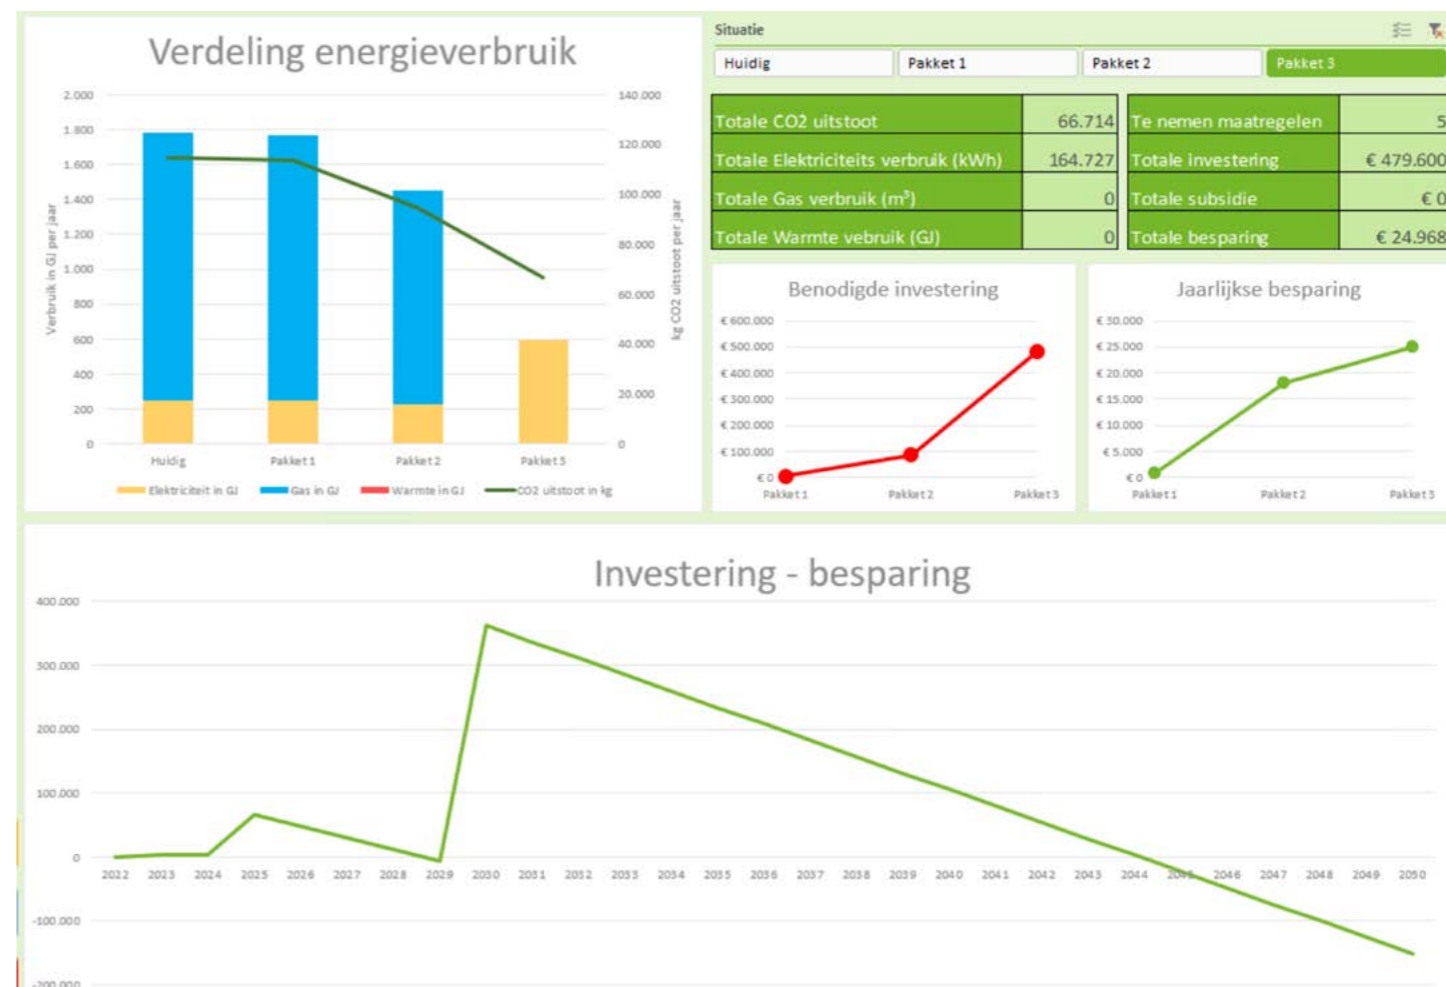 Verdeling energieverbruik
2.000
1.800
1.600
1.400
1.200
1.000
800
600
400
200
0
Verbruik in GJ per jaar
140.000
120.000
100.000
80.000
60.000
40.000
20.000
0
kg CO2 uitstoot per jaar
Huidig Pakket 1 Pakket 2 Pakket 3
Elektriciteit in GJ Gas in GJ Warmte in GJ CO2 uitstoot in kg
Situatie
Huidig Pakket 1 Pakket 2 Pakket 3
Totale CO2 uitstoot 66.714
Totale Elektriciteits verbruik (kWh) 164.727
Totale Gas verbruik (m³) 0
Totale Warmte vebruik (GJ) 0
Te nemen maatregelen 5
Totale investering € 479.600
Totale subsidie € 0
Totale besparing € 24.968
Benodigde investering
€ 600.000
€ 500.000
€ 400.000
€ 300.000
€ 200.000
€ 100.000
€ 0
Pakket 1 Pakket 2 Pakket 3
Jaarlijkse besparing
€ 30.000
€ 25.000
€ 20.000
€ 15.000
€ 10.000
€ 5.000
€ 0
Pakket 1 Pakket 2 Pakket 3
Investering - besparing
400.000
300.000
200.000
100.000
0
-100.000
-200.000
2022 2023 2024 2025 2026 2027 2028 2029 2030 2031 2032 2033 2034 2035 2036 2037 2038 2039 2040 2041 2042 2043 2044 2045 2046 2047 2048 2049 2050